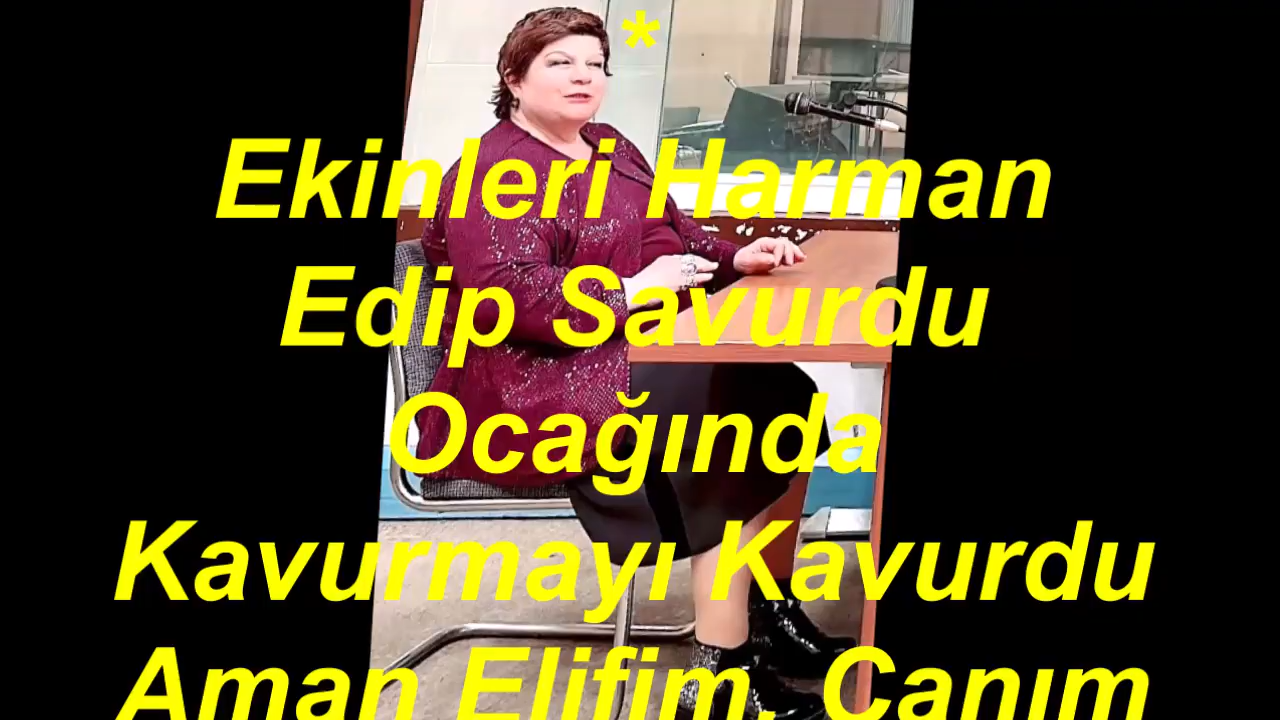 *
Ekinleri Harman
Edip Savurdu
Ocağında
Kavurmayı Kavurdu
Aman Elifim, Canım